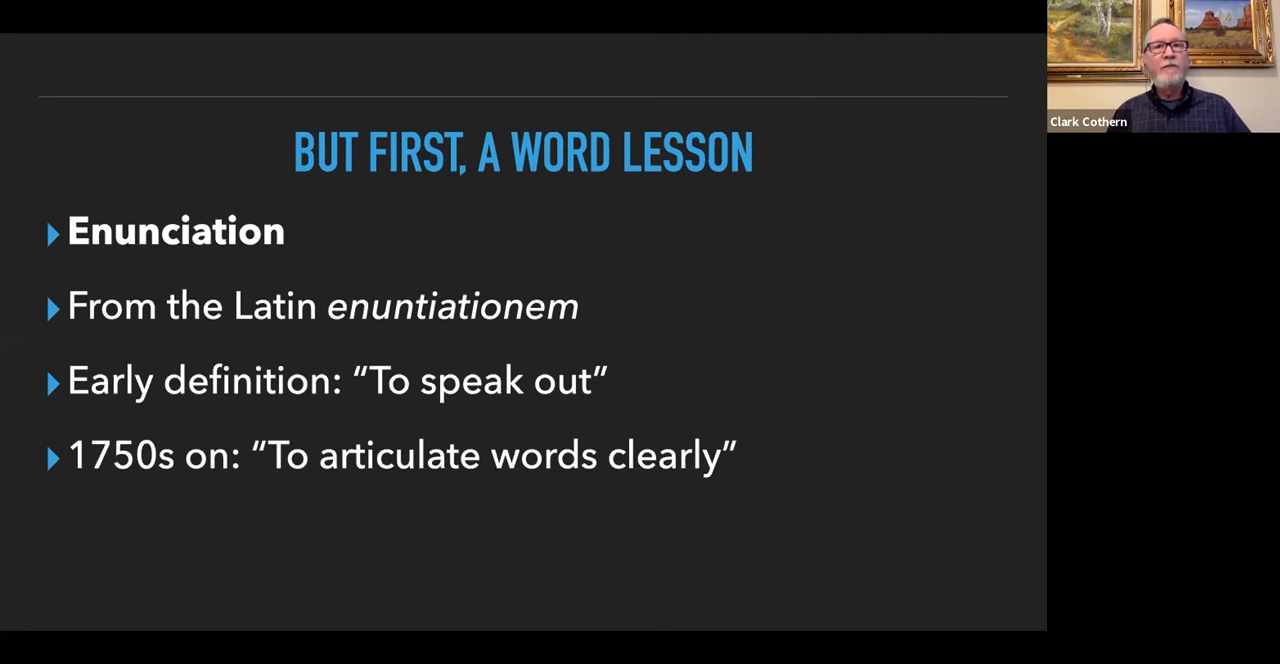 BUT FIRST, A WORD LESSON
Enunciation
From the Latin enuntiationem
Early definition: “To speak out”
1750s on: “To articulate words clearly”
Clark Cothern